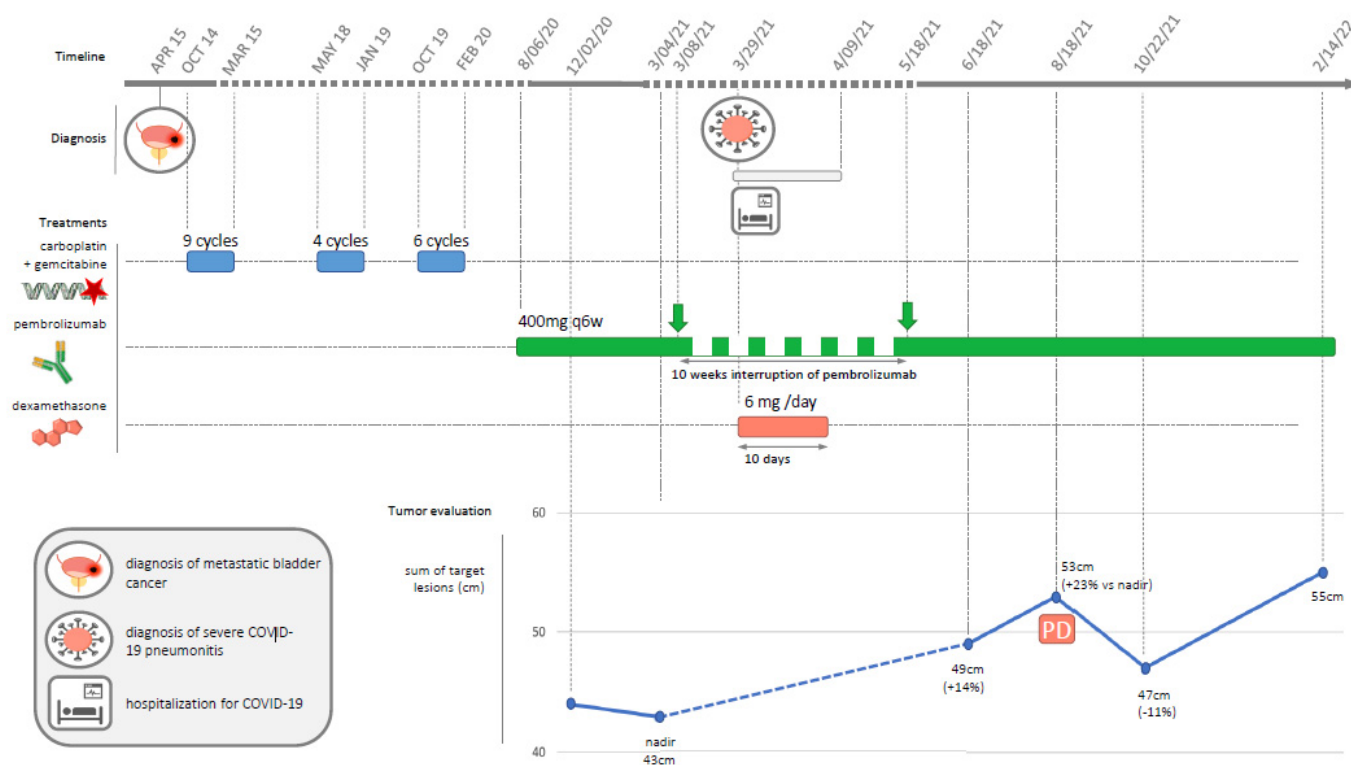 Timeline
APR 15
OCT 14
MAR 15
MAY 18
JAN 19
OCT 19
FEB 20
8/06/20
12/02/20
3/04/21
3/08/21
3/29/21
4/09/21
5/18/21
6/18/21
8/18/21
10/22/21
2/14/22
Diagnosis
Treatments
carboplatin
+ gemcitabine
9 cycles
4 cycles
6 cycles
pembrolizumab
400mg q6w
10 weeks interruption of pembrolizumab
dexamethasone
6 mg /day
10 days
Tumor evaluation
sum of target
lesions (cm)
60
50
40
nadir
43cm
49cm
(+14%)
53cm
(+23% vs nadir)
PD
47cm
(-11%)
55cm
diagnosis of metastatic bladder
cancer
diagnosis of severe COVID-
19 pneumonitis
hospitalization for COVID-19